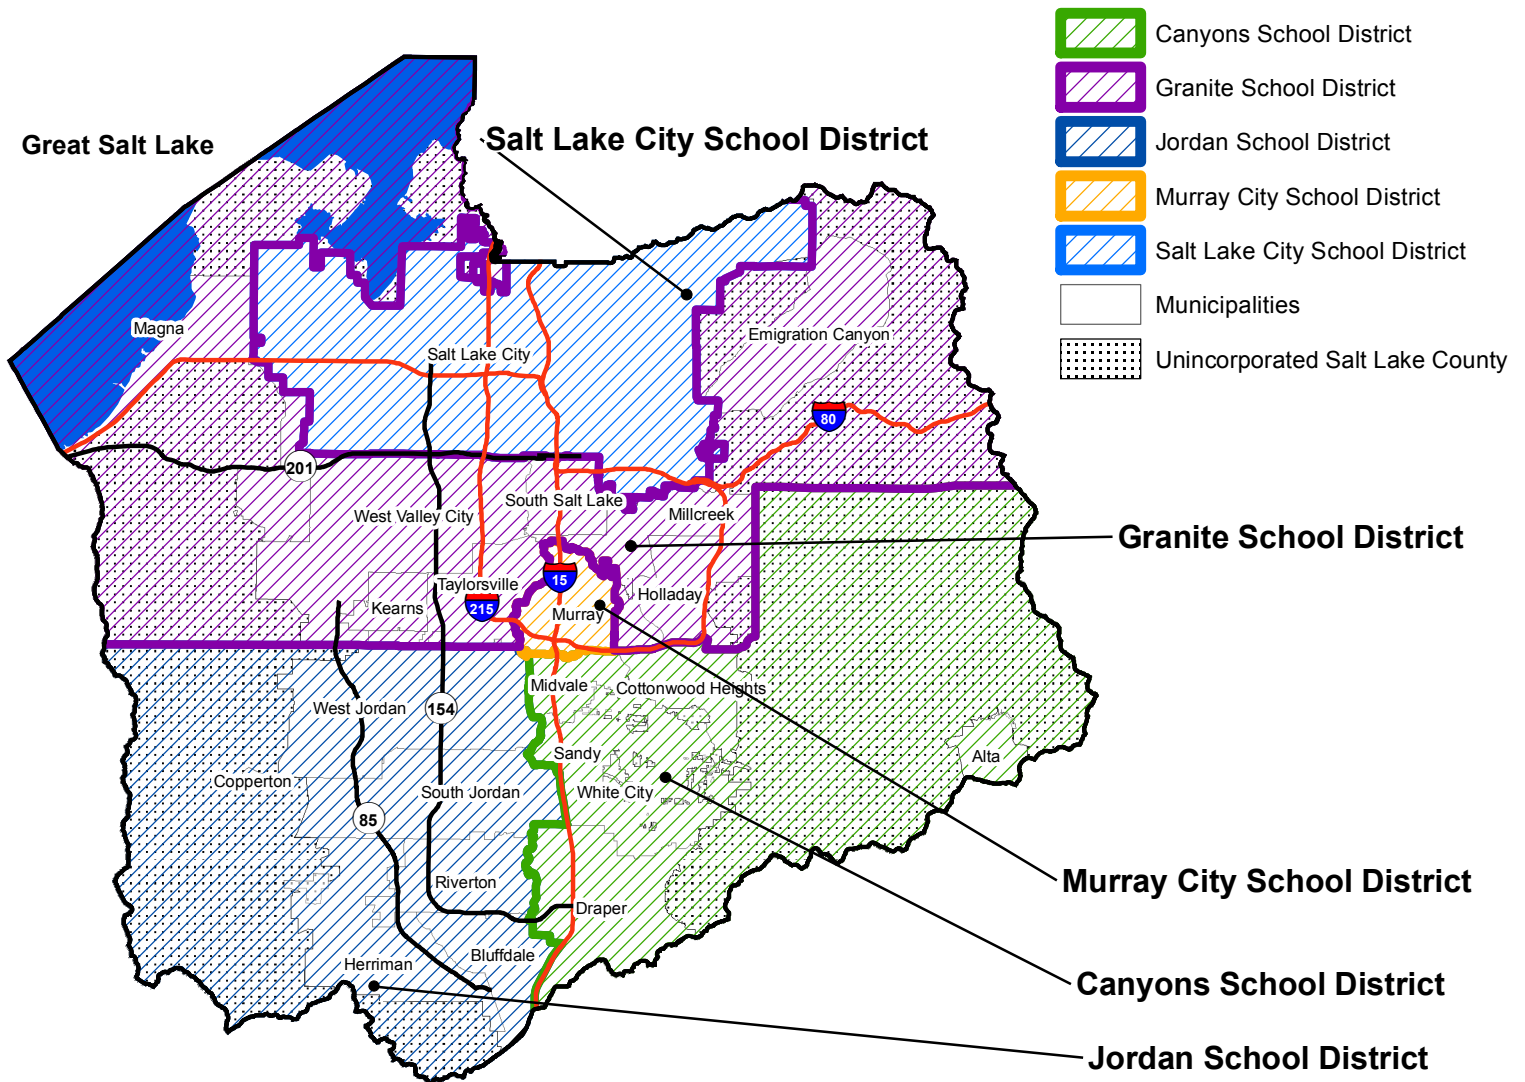 Canyons School District
Granite School District
Jordan School District
Murray City School District
Salt Lake City School District
Municipalities
Unincorporated Salt Lake County
Great Salt Lake
Salt Lake City School District
Magna
Salt Lake City
Emigration Canyon
80
201
South Salt Lake
West Valley City
Millcreek
Granite School District
15
Taylorsville
Holladay
Kearns
215
Murray
Midvale
Cottonwood Heights
West Jordan
154
Sandy
Alta
Copperton
South Jordan
White City
85
Riverton
Murray City School District
Draper
Bluffdale
Herriman
Canyons School District
Jordan School District